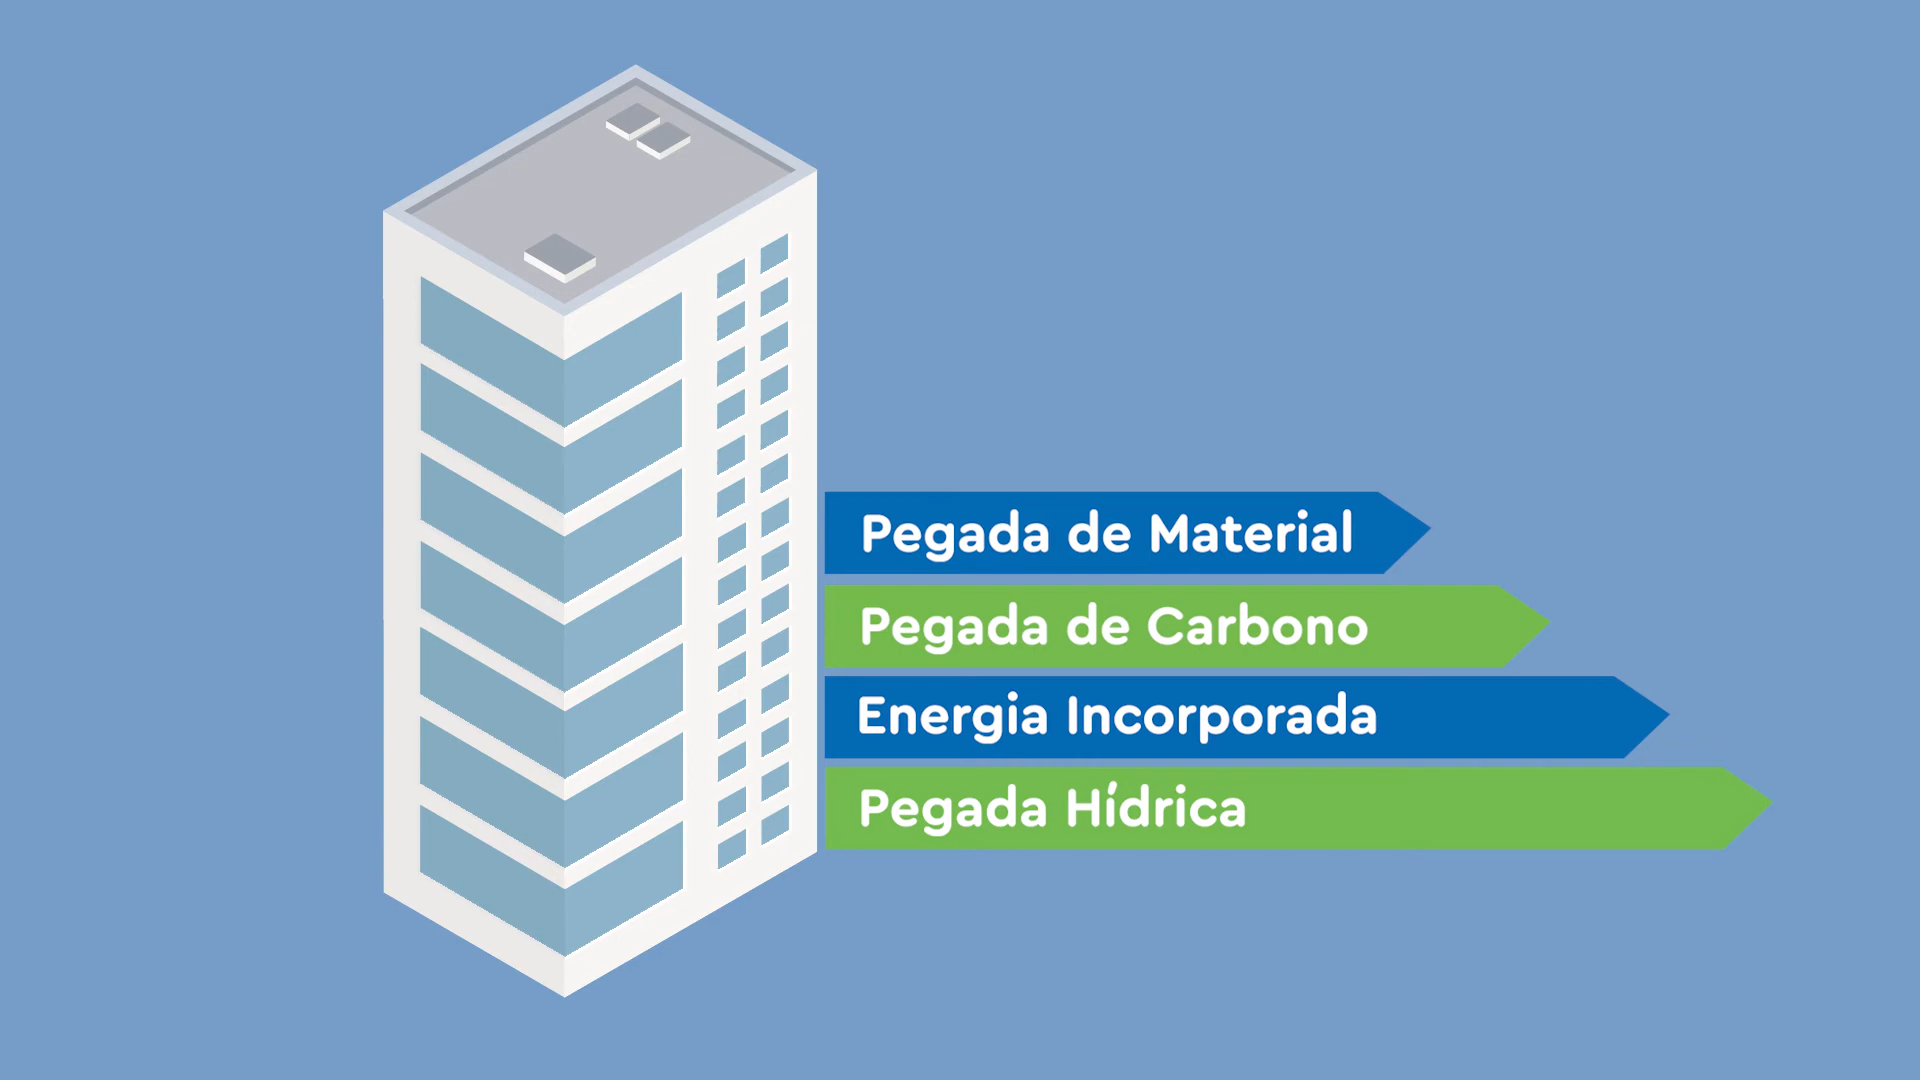 Pegada de Material
Pegada de Carbono
Energia Incorporada
Pegada Hídrica